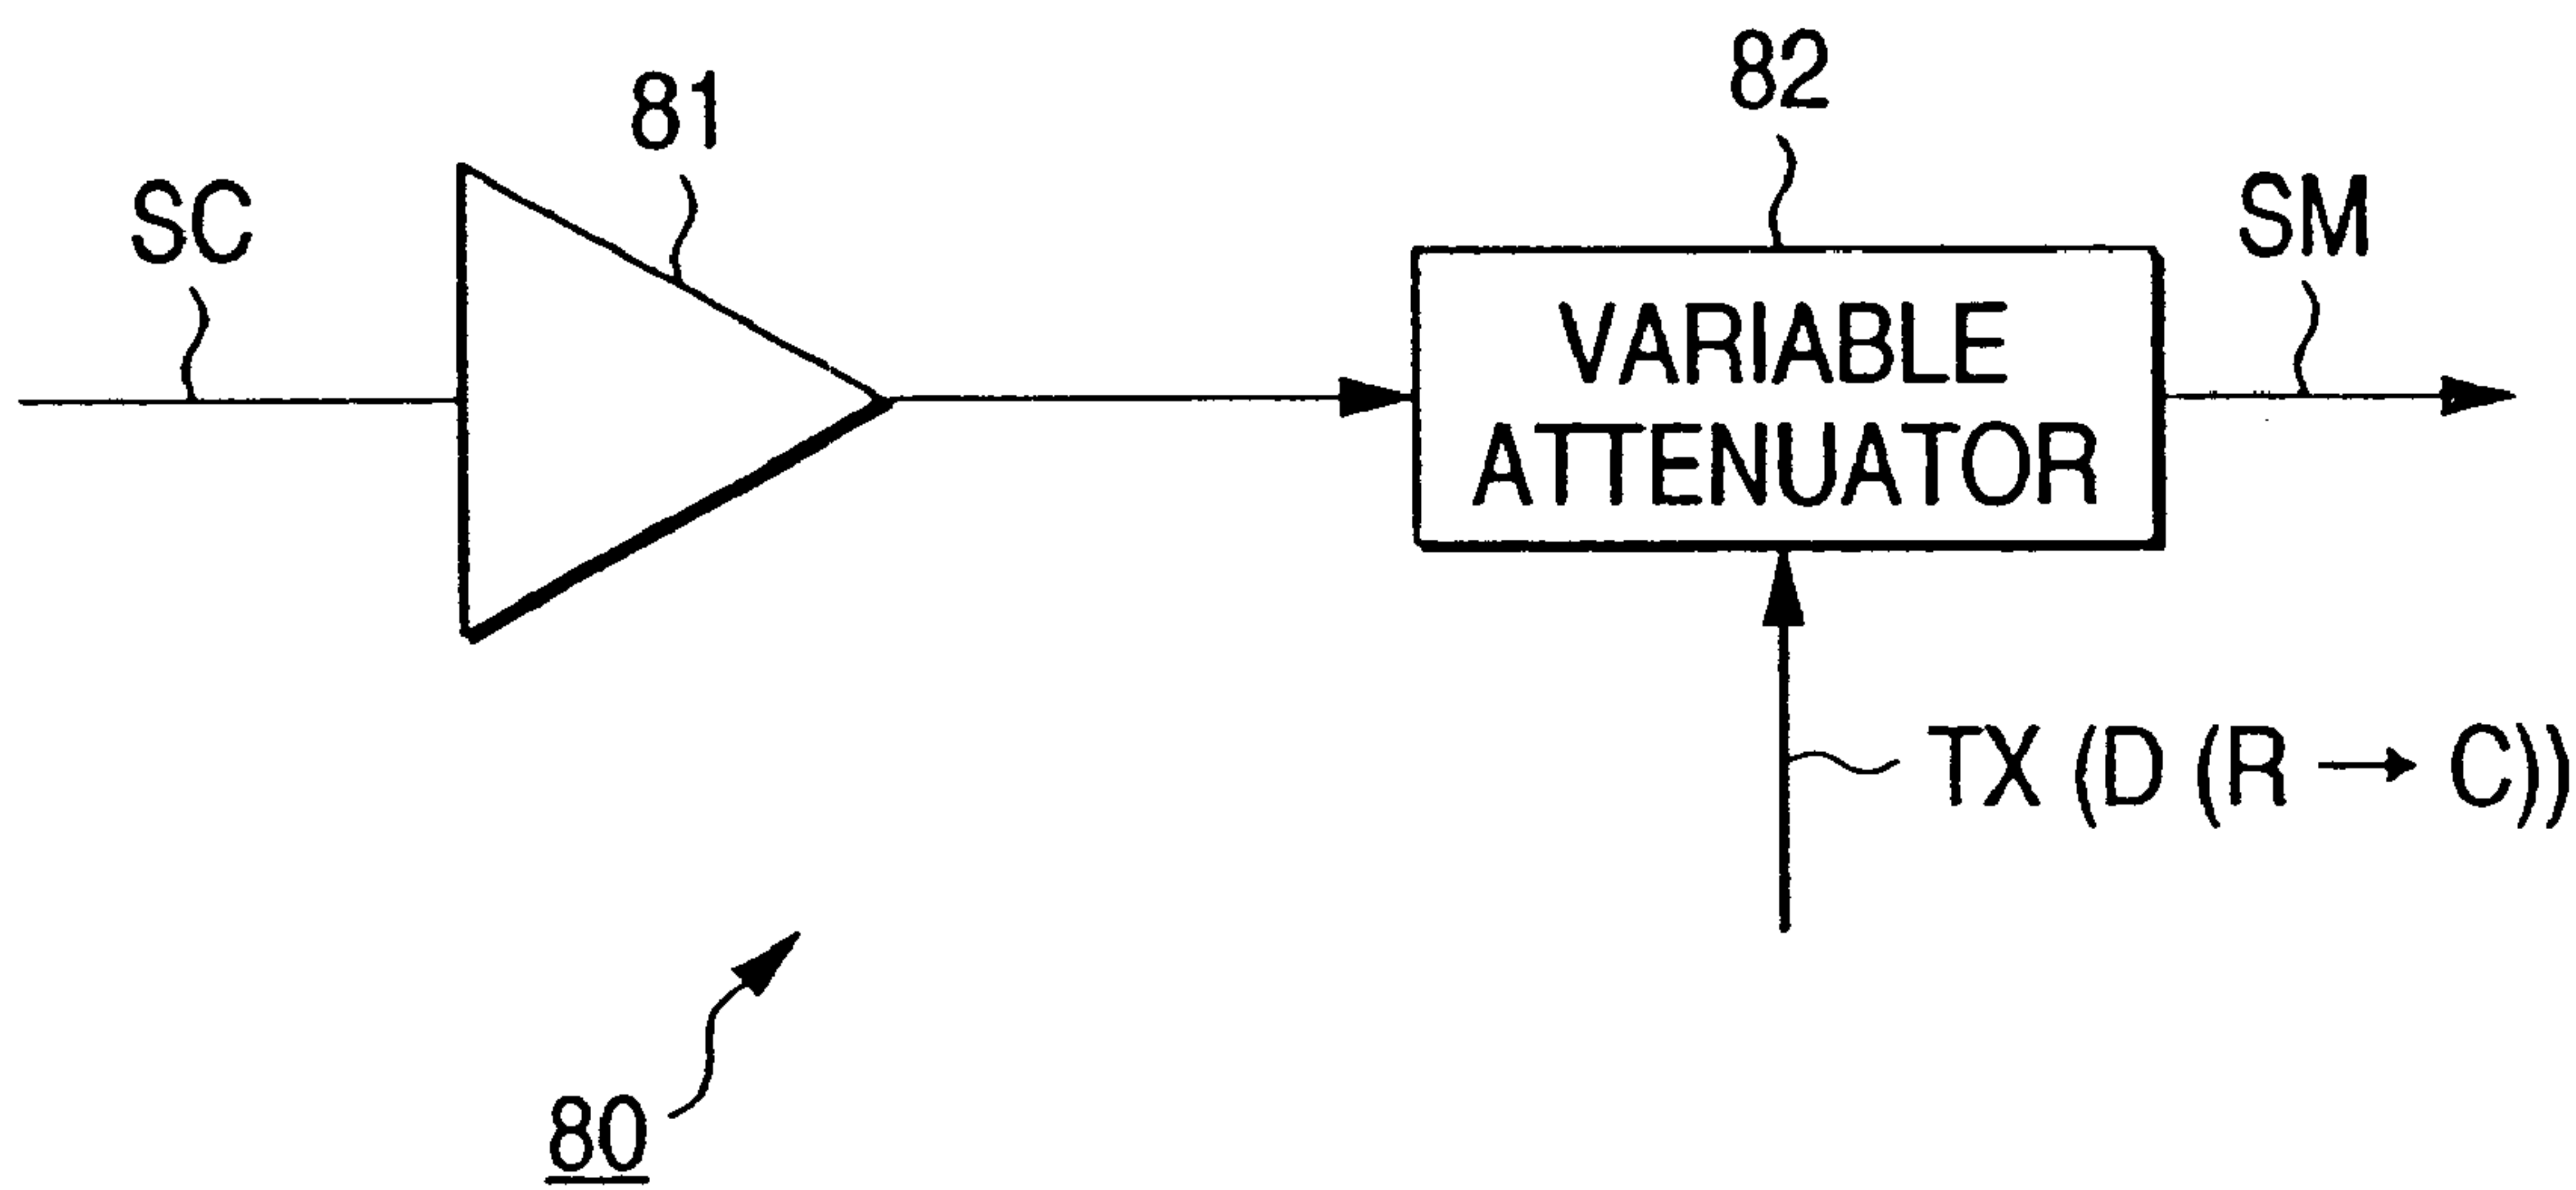 81
82
SC
SM
VARIABLE
ATTENUATOR
TX (D (R → C))
80